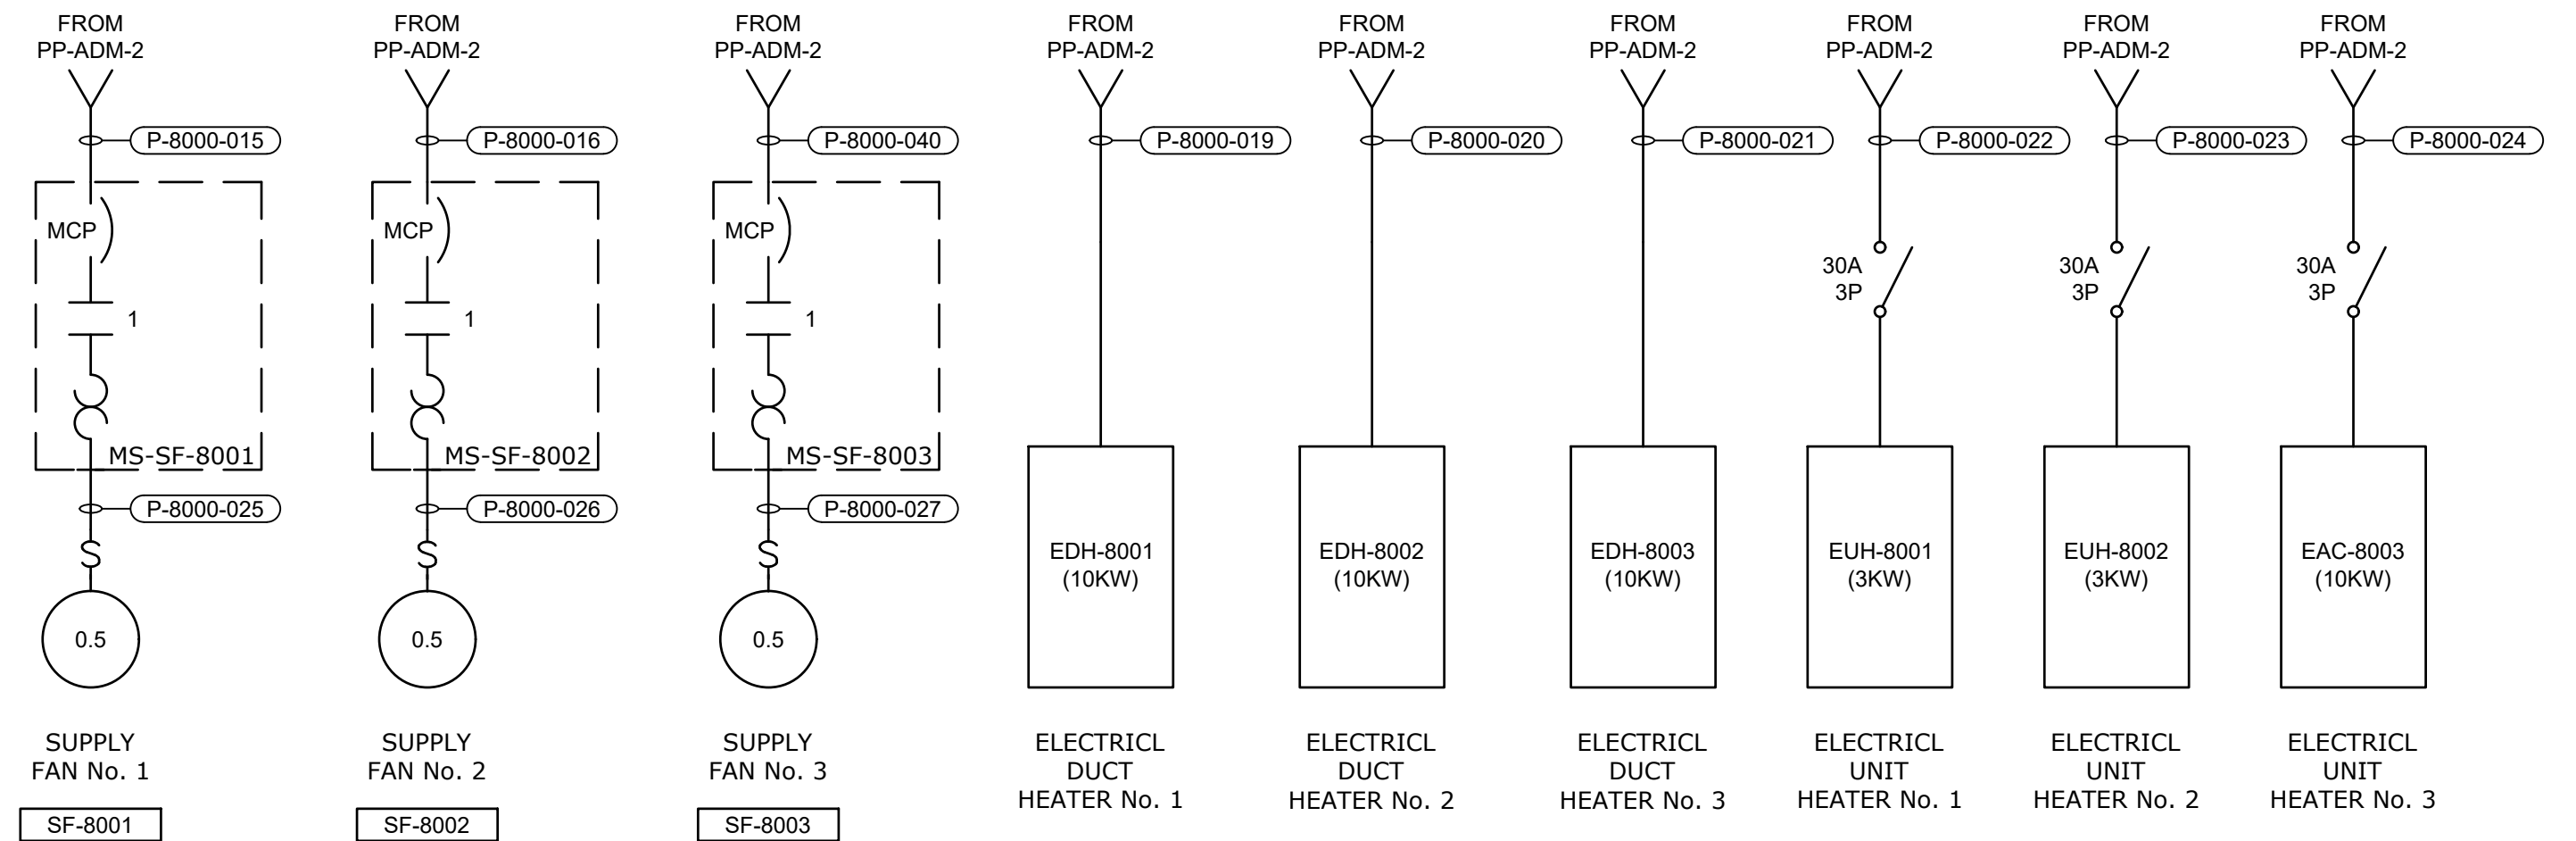 FROM
PP-ADM-2
P-8000-015
MCP
1
MS-SF-8001
P-8000-025
S
0.5
SUPPLY
FAN No. 1
SF-8001
FROM
PP-ADM-2
P-8000-016
MCP
1
MS-SF-8002
P-8000-026
S
0.5
SUPPLY
FAN No. 2
SF-8002
FROM
PP-ADM-2
P-8000-040
MCP
1
MS-SF-8003
P-8000-027
S
0.5
SUPPLY
FAN No. 3
SF-8003
FROM
PP-ADM-2
P-8000-019
EDH-8001
(10KW)
ELECTRICL
DUCT
HEATER No. 1
FROM
PP-ADM-2
P-8000-020
EDH-8002
(10KW)
ELECTRICL
DUCT
HEATER No. 2
FROM
PP-ADM-2
P-8000-021
EDH-8003
(10KW)
ELECTRICL
DUCT
HEATER No. 3
FROM
PP-ADM-2
P-8000-022
30A
3P
EUH-8001
(3KW)
ELECTRICL
UNIT
HEATER No. 1
FROM
PP-ADM-2
P-8000-023
30A
3P
EUH-8002
(3KW)
ELECTRICL
UNIT
HEATER No. 2
FROM
PP-ADM-2
P-8000-024
30A
3P
EAC-8003
(10KW)
ELECTRICL
UNIT
HEATER No. 3